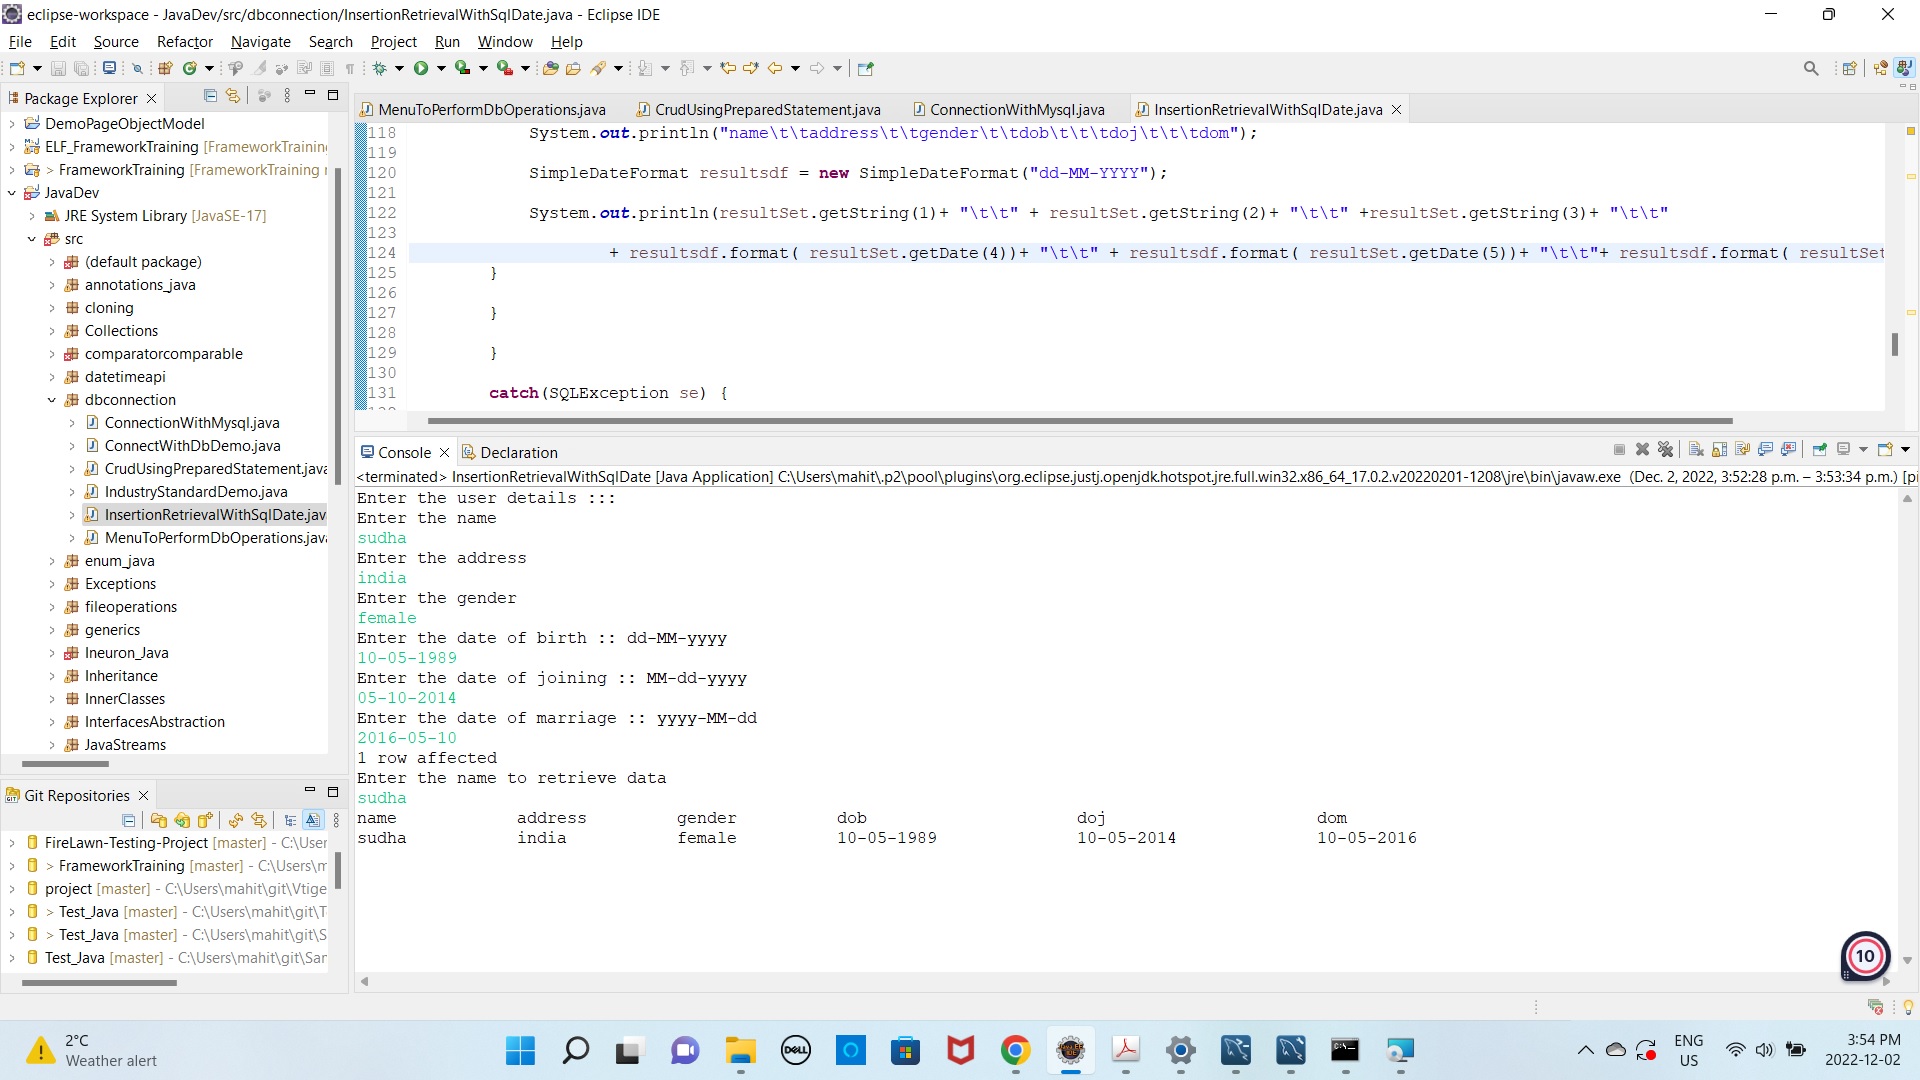 eclipse-workspace - JavaDev/src/dbconnection/InsertionRetrievalWithSqlDate.java - Eclipse IDE
File Edit Source Refactor Navigate Search Project Run Window Help
Package Explorer
DemoPageObjectModel
ELF_FrameworkTraining [FrameworkTraining
> FrameworkTraining [FrameworkTraining r
JavaDev
JRE System Library [JavaSE-17]
src
(default package)
annotations_java
cloning
Collections
comparatorcomparable
datetimeapi
dbconnection
ConnectionWithMysql.java
ConnectWithDbDemo.java
CrudUsingPreparedStatement.java
IndustryStandardDemo.java
InsertionRetrievalWithSqlDate.jav
MenuToPerformDbOperations.java
enum_java
Exceptions
fileoperations
generics
Ineuron_Java
Inheritance
InnerClasses
InterfacesAbstraction
JavaStreams
Git Repositories
FireLawn-Testing-Project [master] - C:\User
> FrameworkTraining [master] - C:\Users\m
project [master] - C:\Users\mahit\git\Vtige
> Test_Java [master] - C:\Users\mahit\git\T
> Test_Java [master] - C:\Users\mahit\git\S
Test_Java [master] - C:\Users\mahit\git\Sar
MenuToPerformDbOperations.java CrudUsingPreparedStatement.java ConnectionWithMysql.java InsertionRetrievalWithSqlDate.java
118 System.out.println("name\t\taddress\t\tgender\t\tdob\t\t\tdoj\t\t\tdom");
119
120 SimpleDateFormat resultsdf = new SimpleDateFormat("dd-MM-YYYY");
121
122 System.out.println(resultSet.getString(1)+ "\t\t" + resultSet.getString(2)+ "\t\t" +resultSet.getString(3)+ "\t\t"
123
124 + resultsdf.format( resultSet.getDate(4))+ "\t\t" + resultsdf.format( resultSet.getDate(5))+ "\t\t"+ resultsdf.format( resultSet
125 }
126
127 }
128
129 }
130
131 catch(SQLException se) {
Console Declaration
<terminated> InsertionRetrievalWithSqlDate [Java Application] C:\Users\mahit\.p2\pool\plugins\org.eclipse.justj.openjdk.hotspot.jre.full.win32.x86_64_17.0.2.v20220201-1208\jre\bin\javaw.exe (Dec. 2, 2022, 3:52:28 p.m. – 3:53:34 p.m.) [pi
Enter the user details :::
Enter the name
sudha
Enter the address
india
Enter the gender
female
Enter the date of birth :: dd-MM-yyyy
10-05-1989
Enter the date of joining :: MM-dd-yyyy
05-10-2014
Enter the date of marriage :: yyyy-MM-dd
2016-05-10
1 row affected
Enter the name to retrieve data
sudha
name address gender dob doj dom
sudha india female 10-05-1989 10-05-2014 10-05-2016
10
2°C
Weather alert
DELL
ENG
US
3:54 PM
2022-12-02